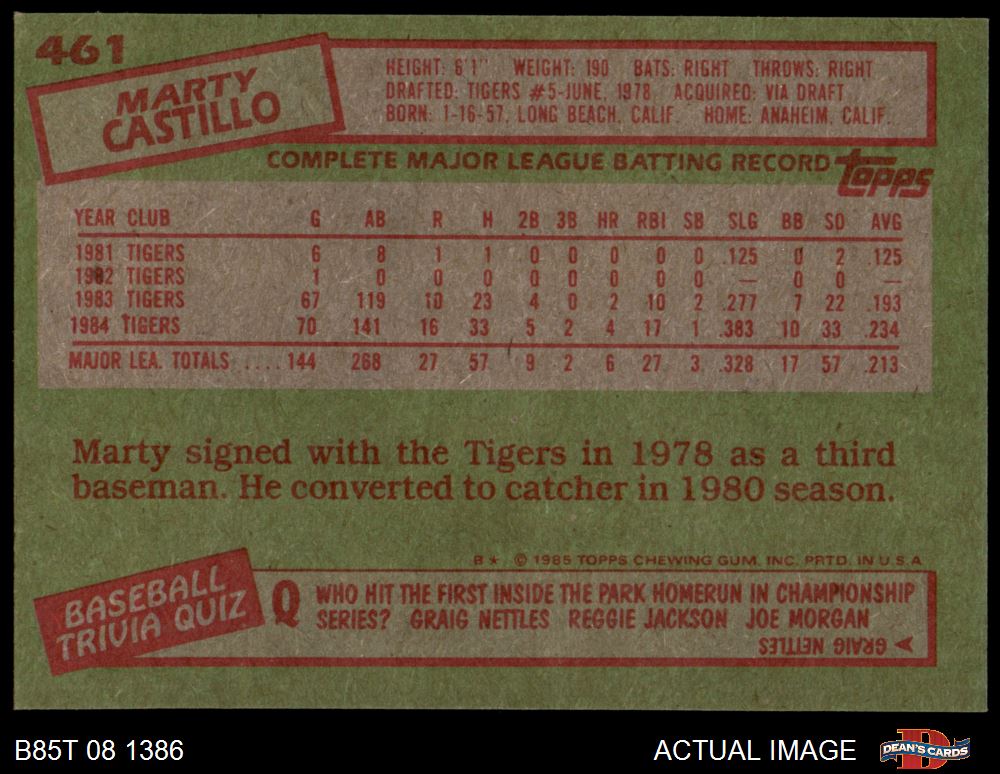 461
MARTY
CASTILLO
HEIGHT: 6'1" WEIGHT: 190 BATS: RIGHT THROWS: RIGHT
DRAFTED: TIGERS #5-JUNE, 1978 ACQUIRED: VIA DRAFT
BORN: 1-16-57, LONG BEACH, CALIF. HOME: ANAHEIM, CALIF.
COMPLETE MAJOR LEAGUE BATTING RECORD topps
YEAR CLUB G AB R H 2B 3B HR RBI SB SLG BB SO AVG
1981 TIGERS 6 8 1 1 0 0 0 0 0 .125 0 2 .125
1982 TIGERS 1 0 0 0 0 0 0 0 0 — 0 0 —
1983 TIGERS 67 119 10 23 4 0 2 10 2 .277 7 22 .193
1984 TIGERS 70 141 16 33 5 2 4 17 1 .383 10 33 .234
MAJOR LEA. TOTALS .... 144 268 27 57 9 2 6 27 3 .328 17 57 .213
Marty signed with the Tigers in 1978 as a third
baseman. He converted to catcher in 1980 season.
B* © 1985 TOPPS CHEWING GUM, INC. PRTD. IN U.S.A.
BASEBALL
TRIVIA QUIZ
Q WHO HIT THE FIRST INSIDE THE PARK HOMERUN IN CHAMPIONSHIP
SERIES? GRAIG NETTLES REGGIE JACKSON JOE MORGAN
GRAIG NETTLES
B85T 08 1386
ACTUAL IMAGE
D
DEAN'S CARDS